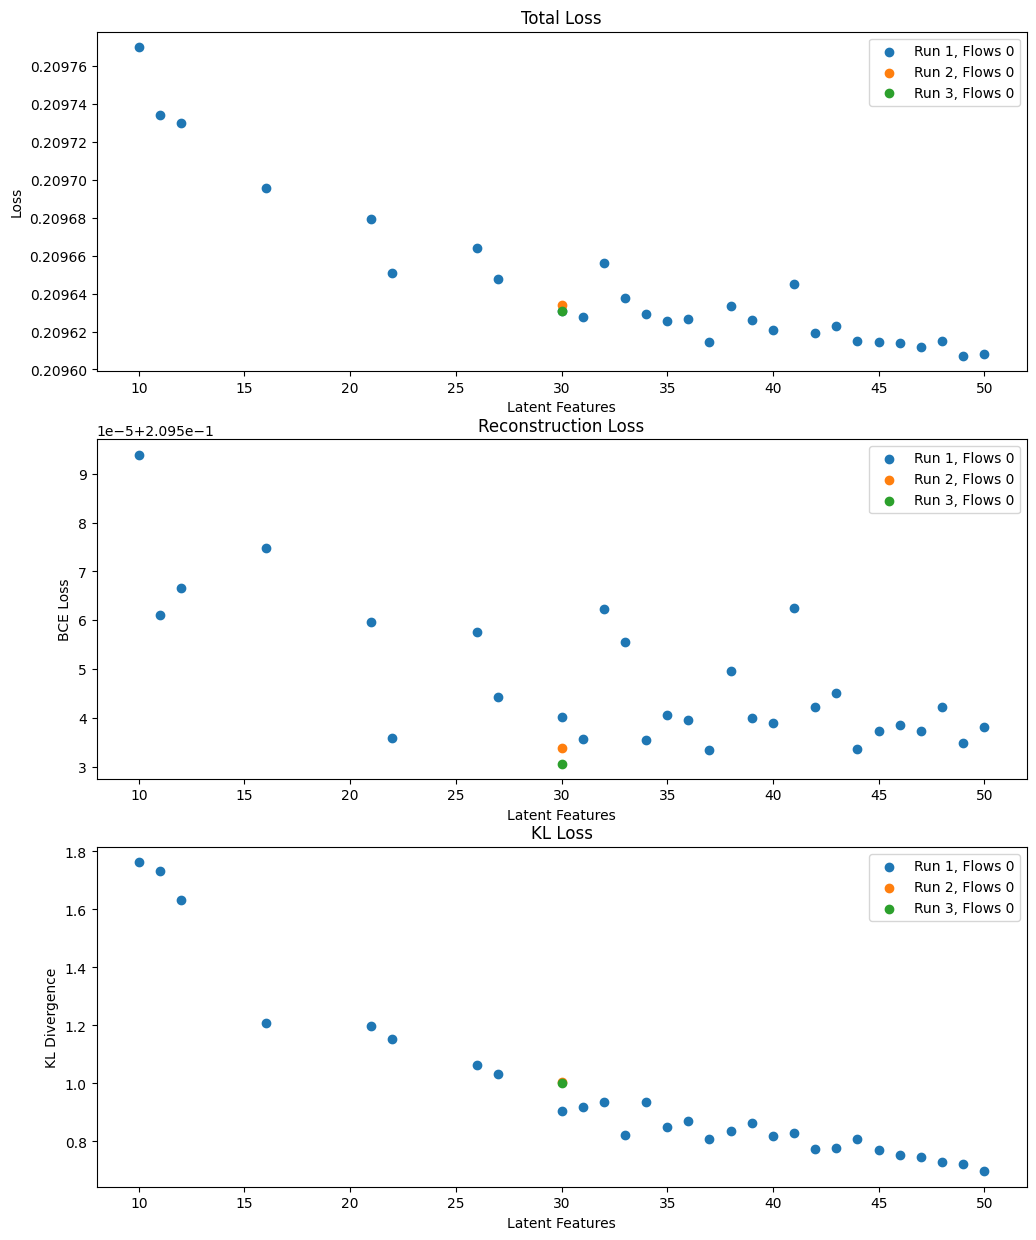 Total Loss
Loss
0.20976
0.20974
0.20972
0.20970
0.20968
0.20966
0.20964
0.20962
0.20960
Run 1, Flows 0
Run 2, Flows 0
Run 3, Flows 0
10 15 20 25 30 35 40 45 50
Latent Features
1e-5+2.095e-1
Reconstruction Loss
BCE Loss
9
8
7
6
5
4
3
Run 1, Flows 0
Run 2, Flows 0
Run 3, Flows 0
10 15 20 25 30 35 40 45 50
Latent Features
KL Loss
KL Divergence
1.8
1.6
1.4
1.2
1.0
0.8
Run 1, Flows 0
Run 2, Flows 0
Run 3, Flows 0
10 15 20 25 30 35 40 45 50
Latent Features